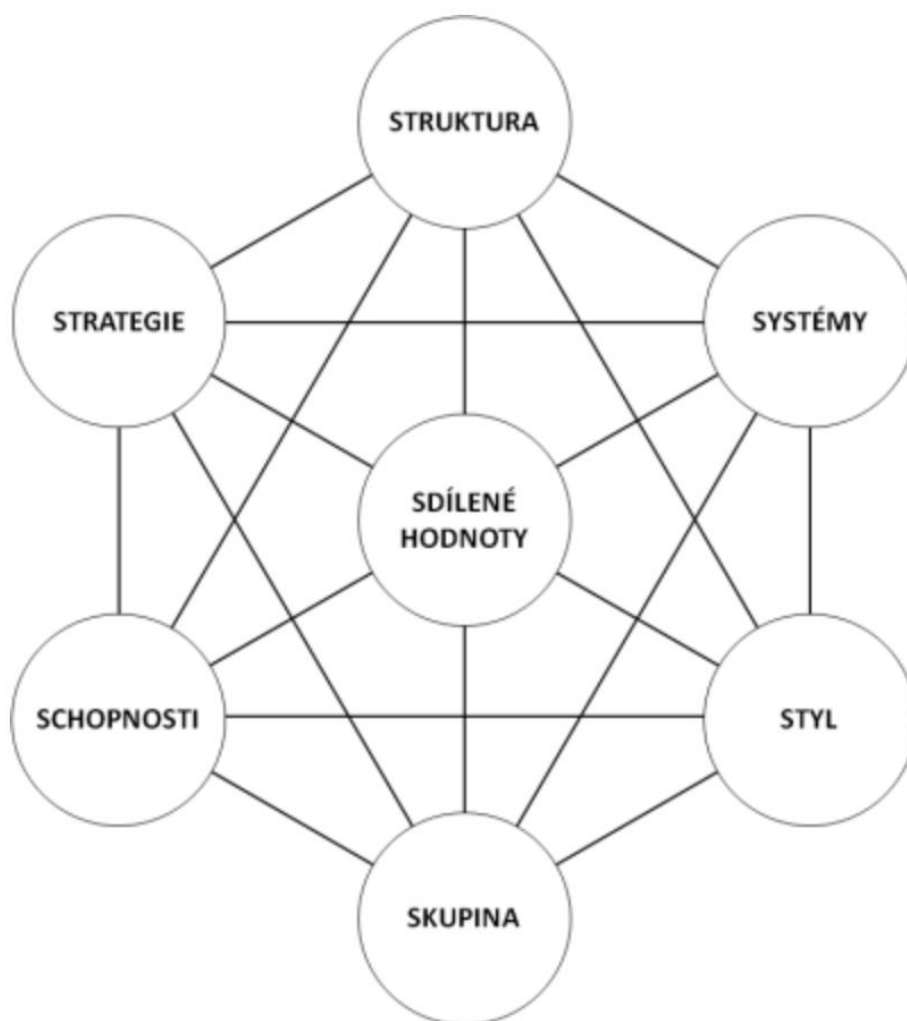 STRUKTURA
STRATEGIE
SYSTÉMY
SDÍLENÉ
HODNOTY
SCHOPNOSTI
STYL
SKUPINA